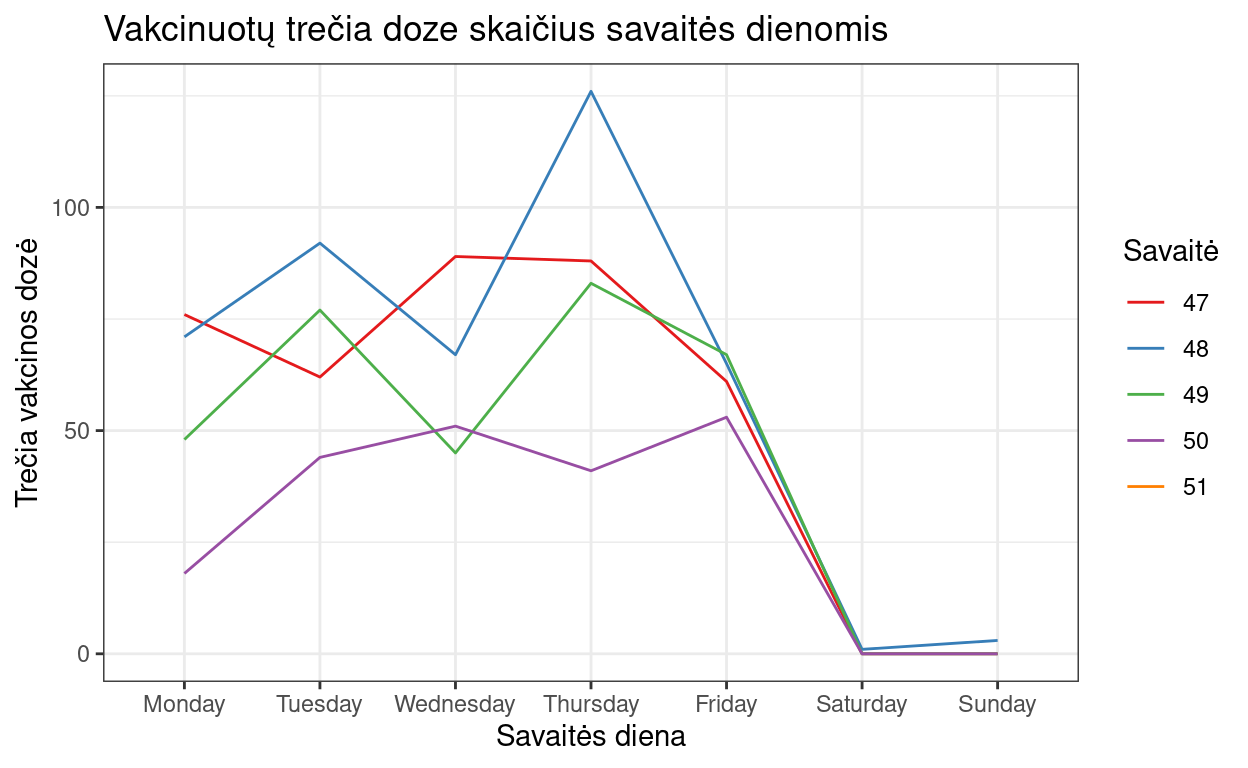 Vakcinuotų trečia doze skaičius savaitės dienomis
Trečia vakcinos dozė
100
50
0
Monday Tuesday Wednesday Thursday Friday Saturday Sunday
Savaitės diena
Savaitė
47
48
49
50
51